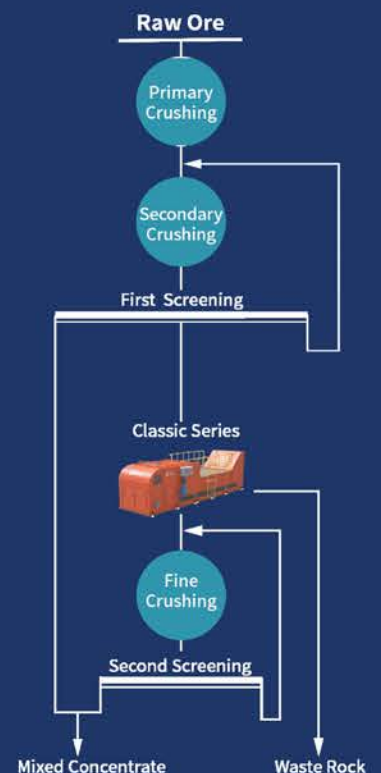 Raw Ore
Primary
Crushing
Secondary
Crushing
First Screening
Classic Series
Fine
Crushing
Second Screening
Mixed Concentrate
Waste Rock